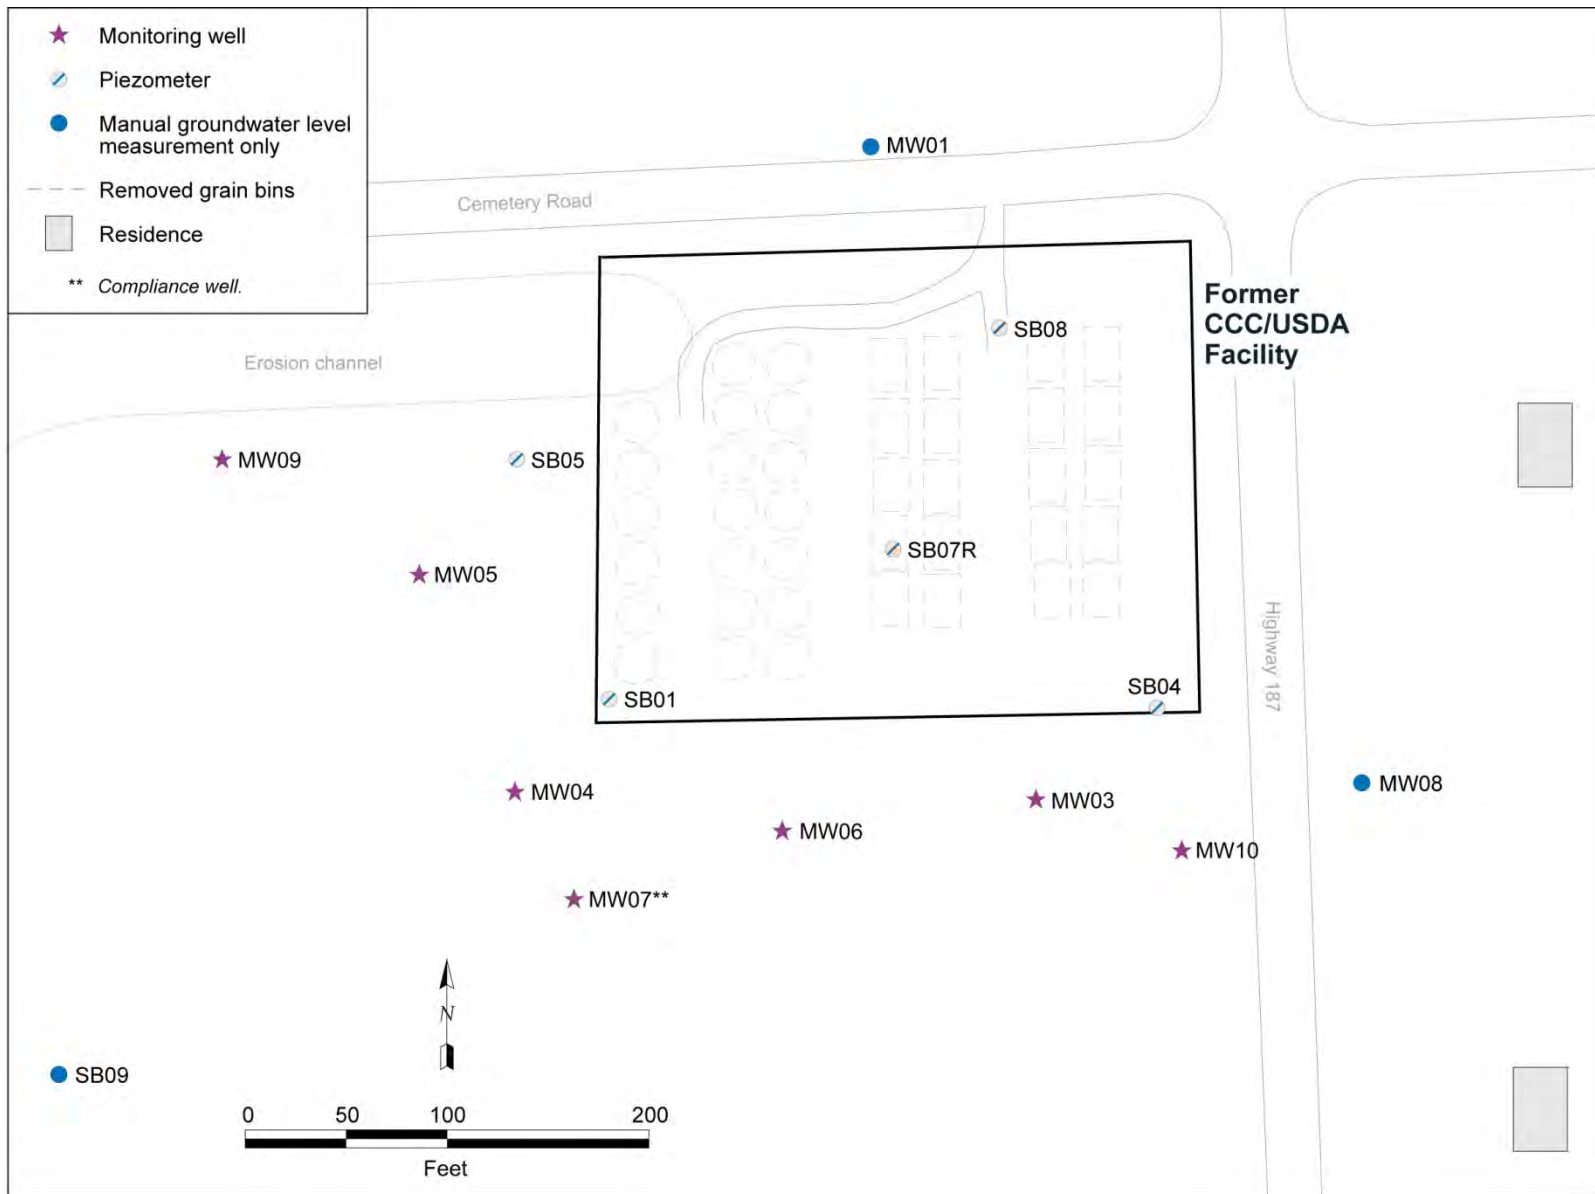 Monitoring well
Piezometer
Manual groundwater level
measurement only
Removed grain bins
Residence
** Compliance well.
MW01
Cemetery Road
Former
CCC/USDA
Facility
SB08
Erosion channel
MW09
SB05
SB07R
MW05
Highway 187
SB01
SB04
MW04
MW03
MW08
MW06
MW10
MW07**
N
SB09
0 50 100 200
Feet